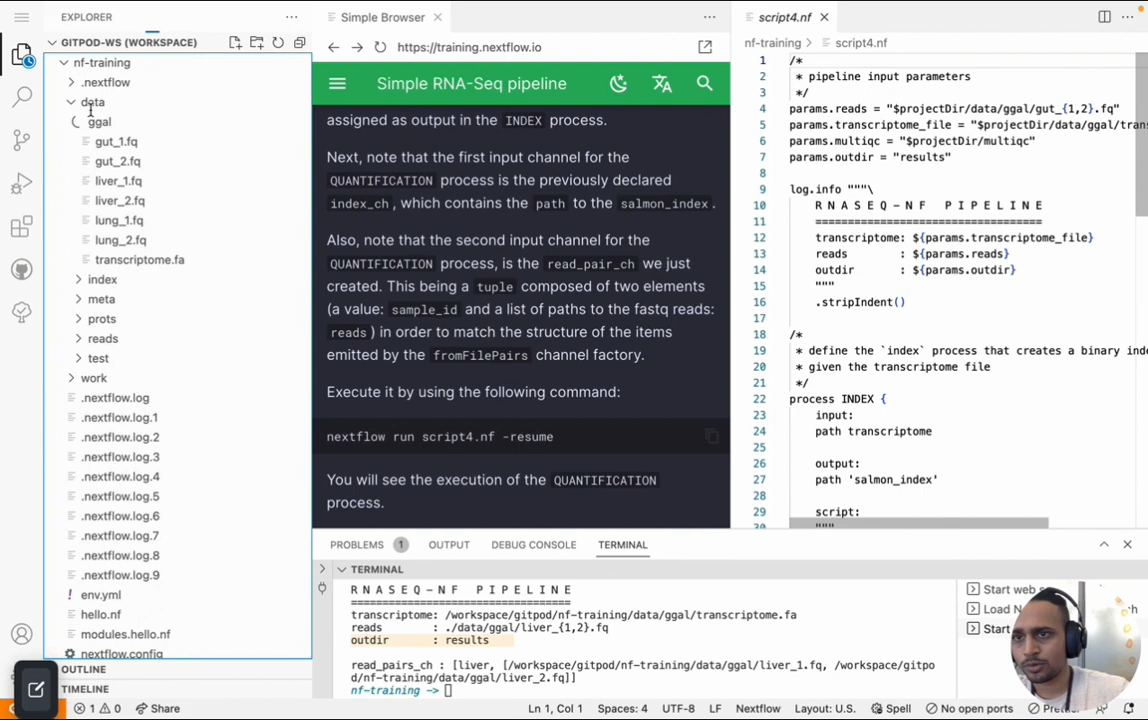 EXPLORER
GITPOD-WS (WORKSPACE)
nf-training
.nextflow
data
ggal
gut_1.fq
gut_2.fq
liver_1.fq
liver_2.fq
lung_1.fq
lung_2.fq
transcriptome.fa
index
meta
prots
reads
test
work
.nextflow.log
.nextflow.log.1
.nextflow.log.2
.nextflow.log.3
.nextflow.log.4
.nextflow.log.5
.nextflow.log.6
.nextflow.log.7
.nextflow.log.8
.nextflow.log.9
env.yml
hello.nf
modules.hello.nf
nextflow.config
OUTLINE
TIMELINE
Simple Browser
https://training.nextflow.io
Simple RNA-Seq pipeline
assigned as output in the INDEX process.
Next, note that the first input channel for the
QUANTIFICATION process is the previously declared
index_ch, which contains the path to the salmon_index.
Also, note that the second input channel for the
QUANTIFICATION process, is the read_pair_ch we just
created. This being a tuple composed of two elements
(a value: sample_id and a list of paths to the fastq reads:
reads) in order to match the structure of the items
emitted by the fromFilePairs channel factory.
Execute it by using the following command:
nextflow run script4.nf -resume
You will see the execution of the QUANTIFICATION
process.
script4.nf
nf-training > script4.nf
1 /*
2 * pipeline input parameters
3 */
4 params.reads = "$projectDir/data/ggal/gut_{1,2}.fq"
5 params.transcriptome_file = "$projectDir/data/ggal/trans
6 params.multiqc = "$projectDir/multiqc"
7 params.outdir = "results"
8
9 log.info """\
10 R N A S E Q - N F   P I P E L I N E
11 ===================================
12 transcriptome: ${params.transcriptome_file}
13 reads        : ${params.reads}
14 outdir       : ${params.outdir}
15 """
16 .stripIndent()
17
18 /*
19 * define the `index` process that creates a binary inde
20 * given the transcriptome file
21 */
22 process INDEX {
23 input:
24 path transcriptome
25
26 output:
27 path 'salmon_index'
28
29 script:
30 """
PROBLEMS 1 OUTPUT DEBUG CONSOLE TERMINAL
TERMINAL
R N A S E Q - N F   P I P E L I N E
===================================
transcriptome: /workspace/gitpod/nf-training/data/ggal/transcriptome.fa
reads        : ./data/ggal/liver_{1,2}.fq
outdir       : results
read_pairs_ch : [liver, [/workspace/gitpod/nf-training/data/ggal/liver_1.fq, /workspace/gitpo
d/nf-training/data/ggal/liver_2.fq]]
nf-training ->
Start web s
Load N
Start
1 0 Share Ln 1, Col 1 Spaces: 4 UTF-8 LF Nextflow Layout: U.S. Spell No open ports